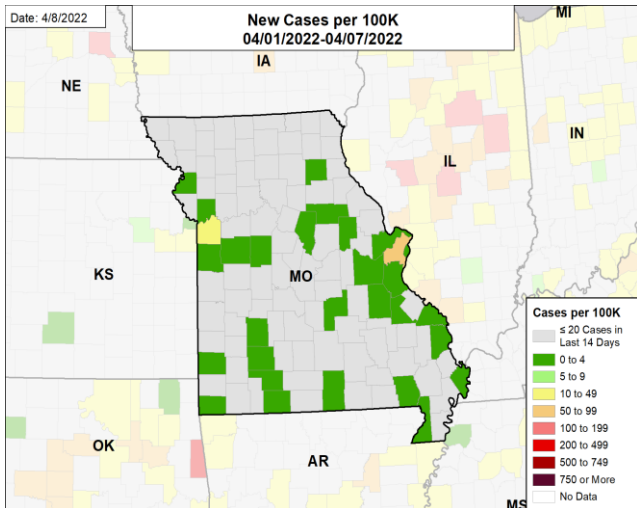 Date: 4/8/2022
New Cases per 100K
04/01/2022-04/07/2022
MI
IA
NE
IN
IL
KS
MO
OK
AR
MS
Cases per 100K
≤ 20 Cases in
Last 14 Days
0 to 4
5 to 9
10 to 49
50 to 99
100 to 199
200 to 499
500 to 749
750 or More
No Data